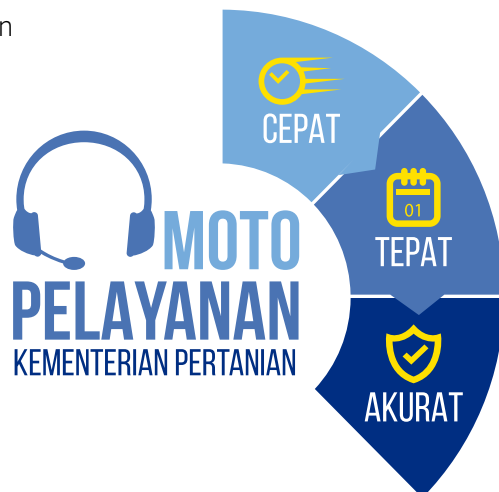 n
CEPAT
01
TEPAT
MOTO
PELAYANAN
KEMENTERIAN PERTANIAN
AKURAT